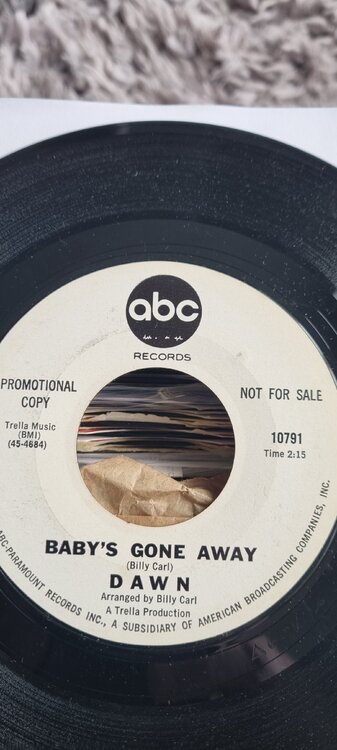 abc
RECORDS
PROMOTIONAL
COPY
NOT FOR SALE
Trella Music
(BMI)
(45-4684)
10791
Time 2:15
BABY'S GONE AWAY
(Billy Carl)
DAWN
Arranged by Billy Carl
A Trella Production
ABC-PARAMOUNT RECORDS INC., A SUBSIDIARY OF AMERICAN BROADCASTING COMPANIES, INC.